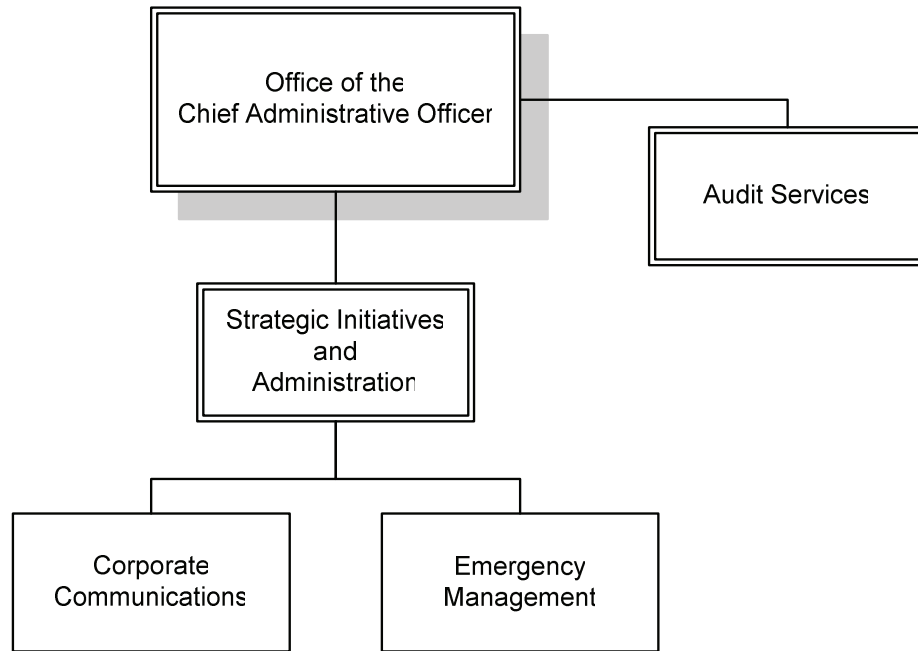 Office of the
Chief Administrative Officer
Audit Services
Strategic Initiatives
and
Administration
Corporate
Communications
Emergency
Management